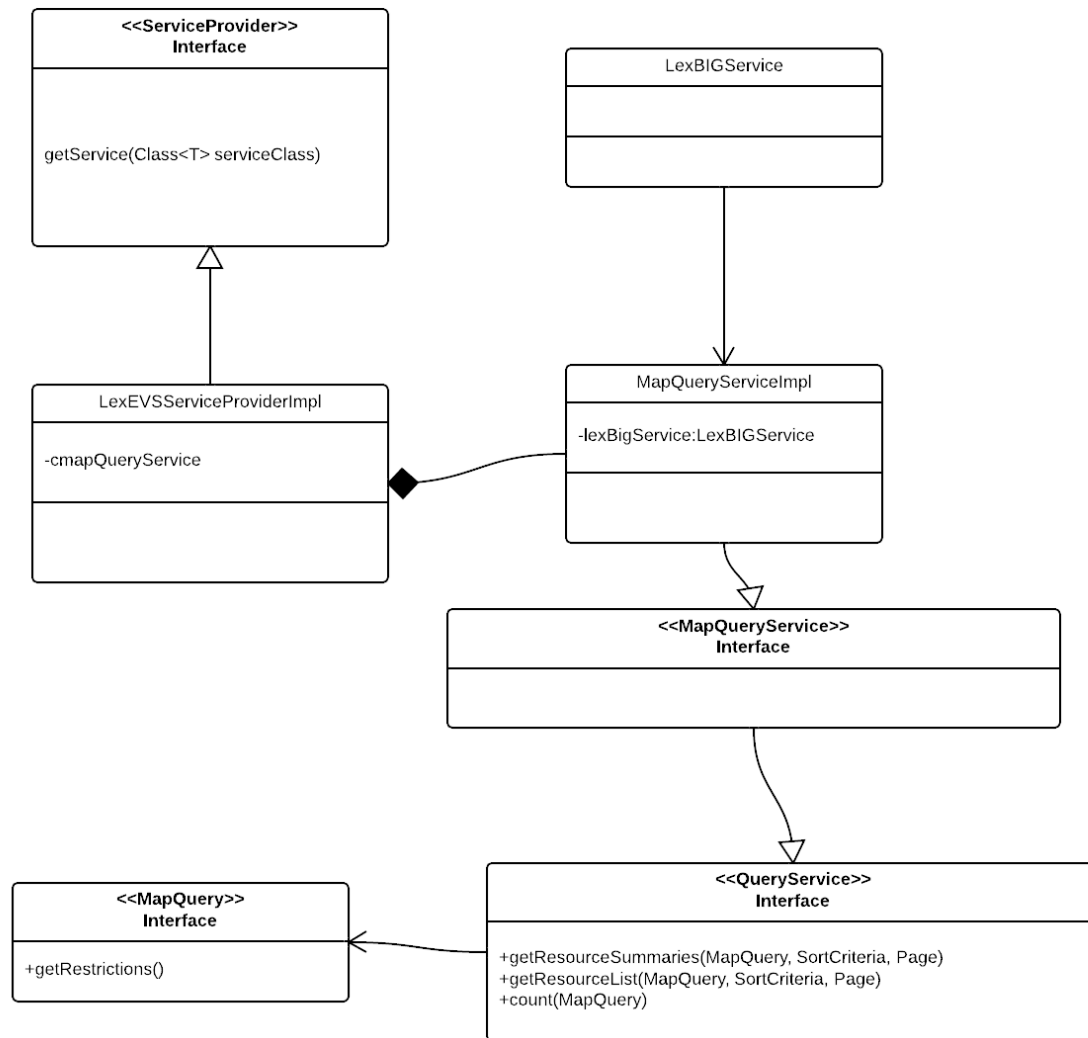 <<ServiceProvider>>
Interface
getService(Class<T> serviceClass)
LexBIGService
LexEVSServiceProviderImpl
-cmapQueryService
MapQueryServiceImpl
-lexBigService:LexBIGService
<<MapQueryService>>
Interface
<<MapQuery>>
Interface
+getRestrictions()
<<QueryService>>
Interface
+getResourceSummaries(MapQuery, SortCriteria, Page)
+getResourceList(MapQuery, SortCriteria, Page)
+count(MapQuery)